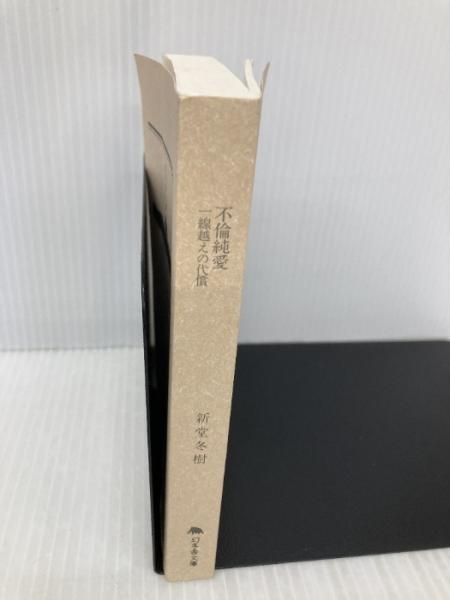 不倫純愛
一線越えの代償
新堂冬樹
幻冬舎文庫